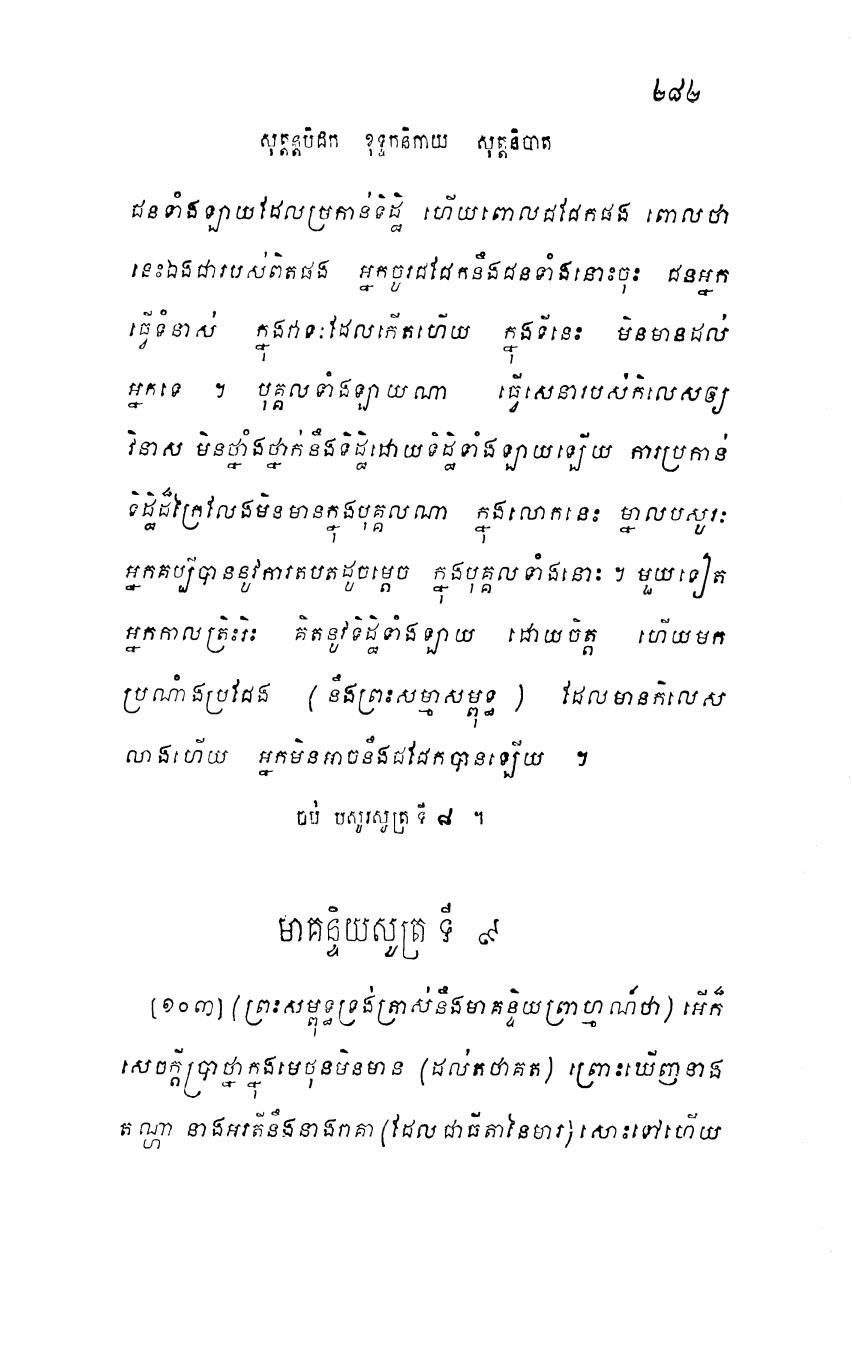 ២៨២
សុត្តន្តបិដក ខុទ្ទកនិកាយ សុត្តនិបាត
ជនទាំងឡាយដែលប្រកាន់ទិដ្ឋិ ហើយពោលជជែកផង ពោលថា
នេះឯងជារបស់ពិតផង អ្នកចូរជជែកនឹងជនទាំងនោះចុះ ជនអ្នក
ធ្វើទំនាស់ ក្នុងវាទៈដែលកើតហើយ ក្នុងទីនេះ មិនមានដល់
អ្នកទេ ។ បុគ្គលទាំងឡាយណា ធ្វើសេនារបស់កិលេសឲ្យ
វិនាស មិនថ្នាំងថ្នាក់នឹងទិដ្ឋិដោយទិដ្ឋិទាំងឡាយឡើយ ការប្រកាន់
ទិដ្ឋិដ៏ក្រៃលែងមិនមានក្នុងបុគ្គលណា ក្នុងលោកនេះ ម្នាលបសូរៈ
អ្នកគប្បីបាននូវការតបតដូចម្តេច ក្នុងបុគ្គលទាំងនោះ ។ មួយទៀត
អ្នកកាលត្រិះរិះ គិតនូវទិដ្ឋិទាំងឡាយ ដោយចិត្ត ហើយមក
ប្រណាំងប្រជែង (នឹងព្រះសម្មាសម្ពុទ្ធ) ដែលមានកិលេស
លាងហើយ អ្នកមិនអាចនឹងជជែកបានឡើយ ។
ចប់ បសូរសូត្រ ទី ៨ ។
មាគន្ទិយសូត្រ ទី ៩
[១០៣] (ព្រះសម្ពុទ្ធទ្រង់ត្រាស់នឹងមាគន្ទិយព្រាហ្មណ៍ថា) អើក៏
សេចក្តីប្រាថ្នាក្នុងមេថុនមិនមាន (ដល់តថាគត) ព្រោះឃើញនាង
តណ្ហា នាងអរតីនឹងនាងរាគា (ដែលជាធីតានៃមារ) សោះទៅហើយ